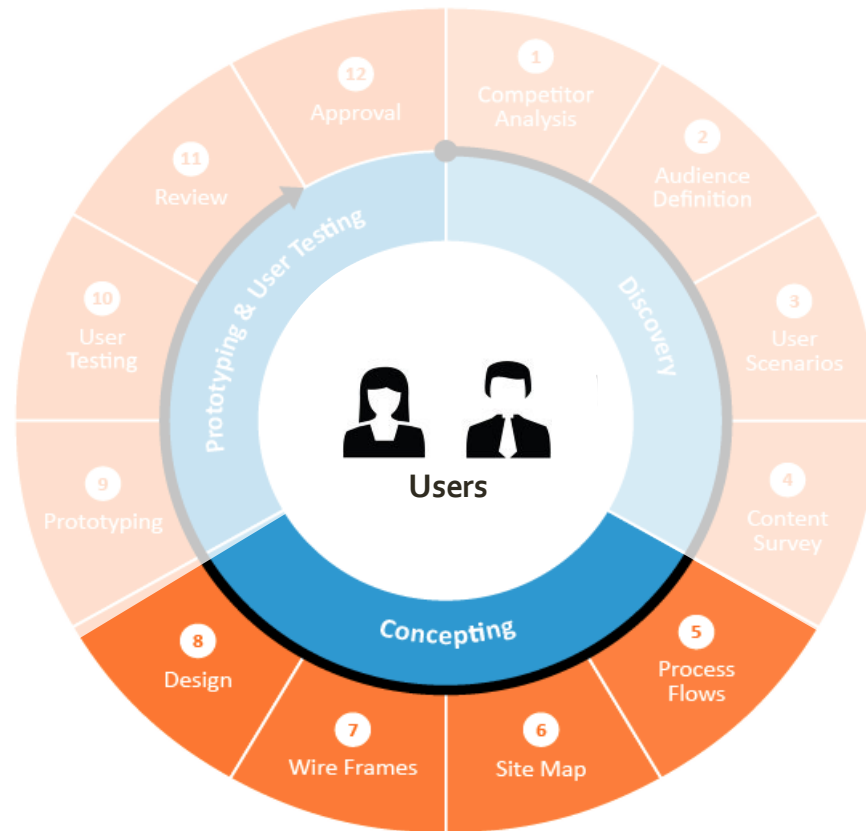 1
Competitor
Analysis
2
Audience
Definition
3
User
Scenarios
4
Content
Survey
5
Process
Flows
6
Site Map
7
Wire Frames
8
Design
9
Prototyping
10
User
Testing
11
Review
12
Approval
Discovery
Concepting
Prototyping & User Testing
Users